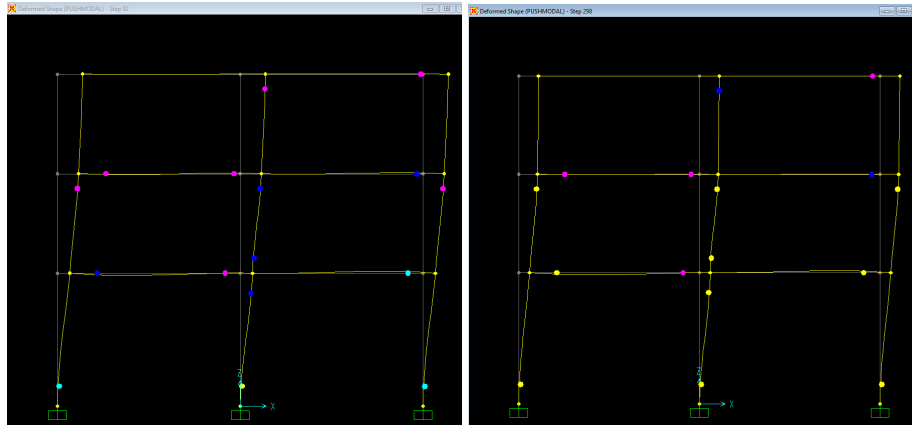 Deformed Shape (PUSHMODAL) - Step 92
Deformed Shape (PUSHMODAL) - Step 298
Z
X
Z
X